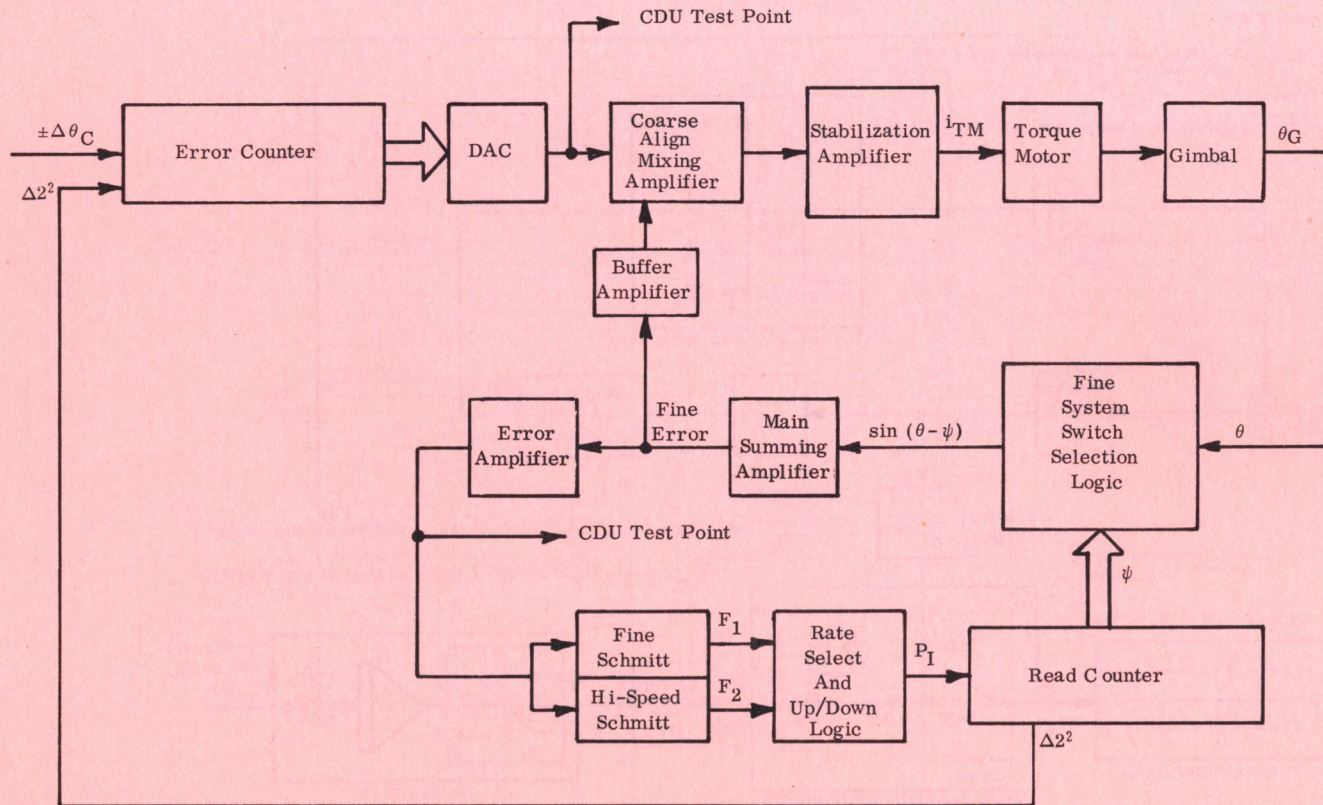 CDU Test Point
±Δθ_C
Δ2²
Error Counter
DAC
Coarse
Align
Mixing
Amplifier
Stabilization
Amplifier
i_TM
Torque
Motor
Gimbal
θ_G
Buffer
Amplifier
Error
Amplifier
Fine
Error
Main
Summing
Amplifier
sin (θ-ψ)
Fine
System
Switch
Selection
Logic
θ
CDU Test Point
ψ
Fine
Schmitt
Hi-Speed
Schmitt
F_1
F_2
Rate
Select
And
Up/Down
Logic
P_I
Read Counter
Δ2²